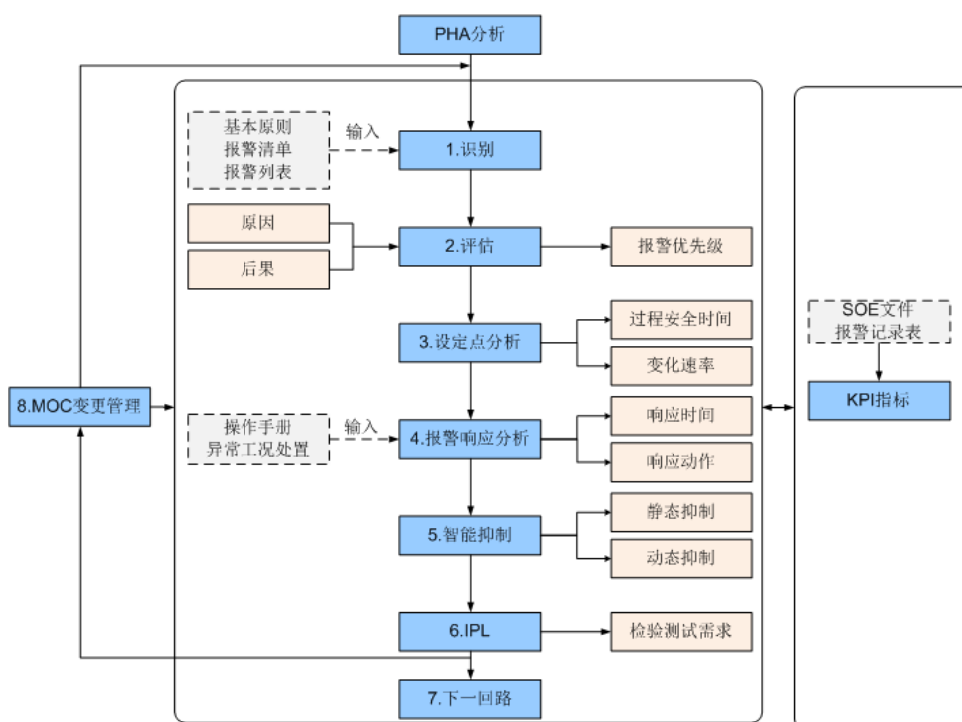 PHA分析
基本原则
报警清单
报警列表
输入
1.识别
原因
后果
2.评估
报警优先级
3.设定点分析
过程安全时间
变化速率
SOE文件
报警记录表
KPI指标
8.MOC变更管理
操作手册
异常工况处置
输入
4.报警响应分析
响应时间
响应动作
5.智能抑制
静态抑制
动态抑制
6.IPL
检验测试需求
7.下一回路